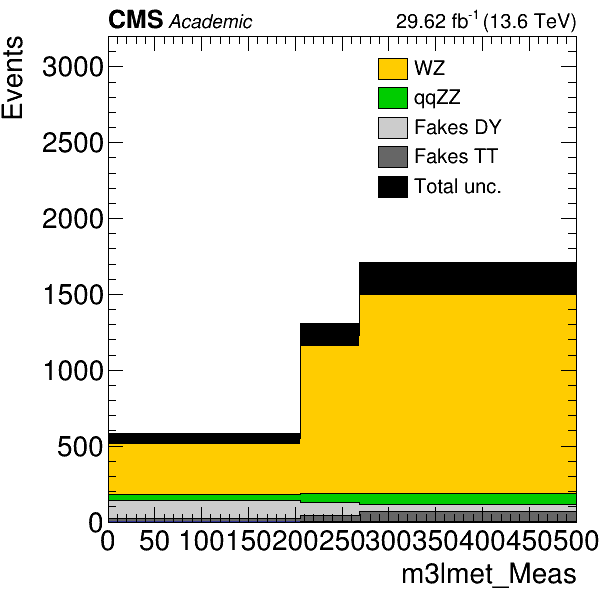 CMS Academic 29.62 fb-1 (13.6 TeV)
Events
3000
2500
2000
1500
1000
500
0
WZ
qqZZ
Fakes DY
Fakes TT
Total unc.
0 50 100 150 200 250 300 350 400 450 500
m3lmet_Meas